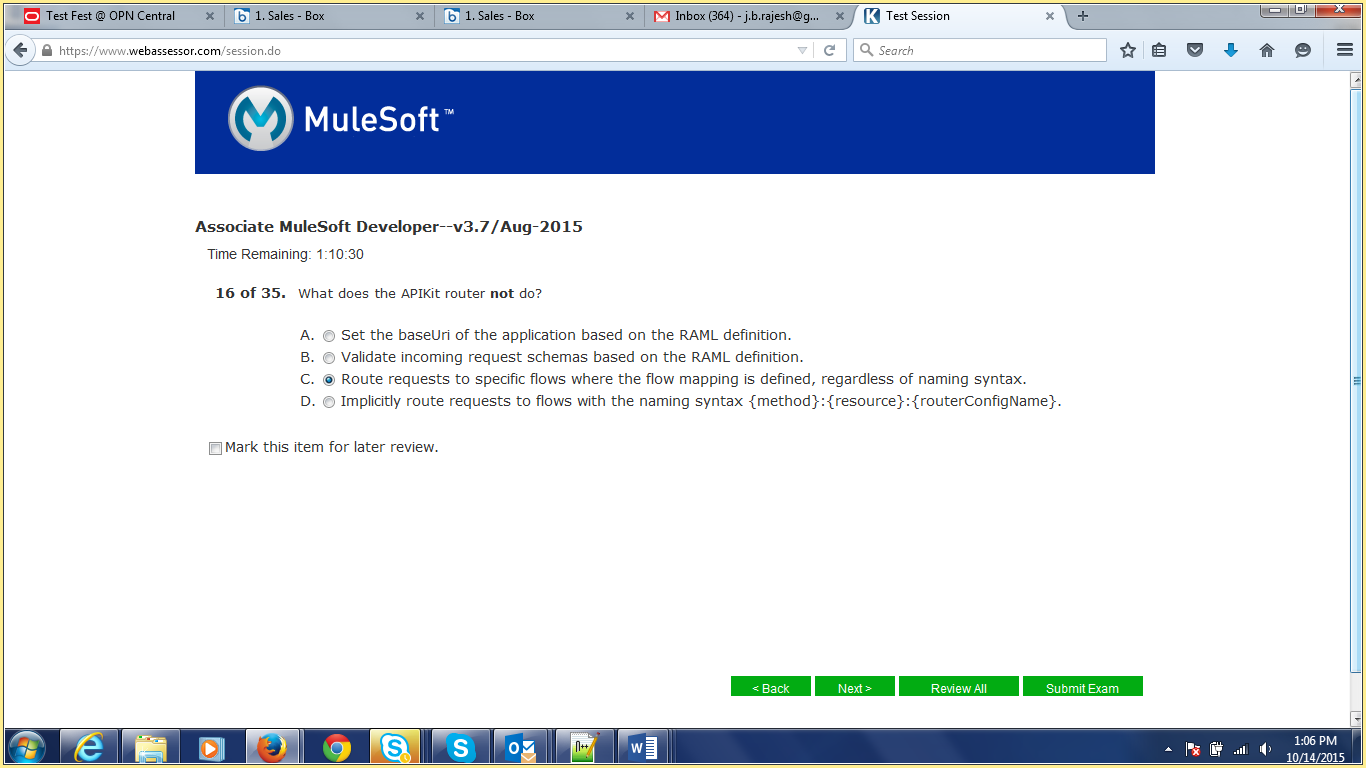 Test Fest @ OPN Central
1. Sales - Box
1. Sales - Box
Inbox (364) - j.b.rajesh@g...
Test Session
https://www.webassessor.com/session.do
Search
MuleSoft™
Associate MuleSoft Developer--v3.7/Aug-2015
Time Remaining: 1:10:30
16 of 35. What does the APIKit router not do?
A. Set the baseUri of the application based on the RAML definition.
B. Validate incoming request schemas based on the RAML definition.
C. Route requests to specific flows where the flow mapping is defined, regardless of naming syntax.
D. Implicitly route requests to flows with the naming syntax {method}:{resource}:{routerConfigName}.
Mark this item for later review.
< Back
Next >
Review All
Submit Exam
1:06 PM
10/14/2015